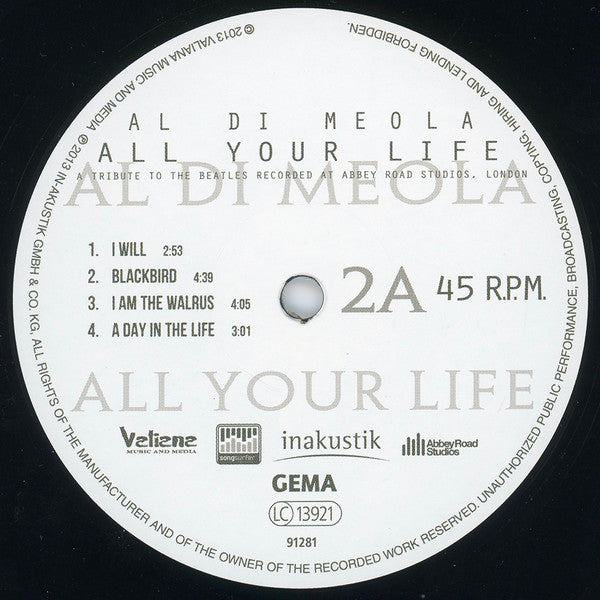 AL DI MEOLA
ALL YOUR LIFE
A TRIBUTE TO THE BEATLES RECORDED AT ABBEY ROAD STUDIOS, LONDON
AL DI MEOLA
1. I WILL 2:53
2. BLACKBIRD 4:39
3. I AM THE WALRUS 4:05
4. A DAY IN THE LIFE 3:01
2A 45 R.P.M.
ALL YOUR LIFE
Valiana
MUSIC AND MEDIA
songsurfer
inakustik
Abbey Road
Studios
GEMA
LC 13921
91281
© 2013 VALIANA MUSIC AND MEDIA ℗ 2013 IN-AKUSTIK GMBH & CO. KG, ALL RIGHTS OF THE MANUFACTURER AND OF THE OWNER OF THE RECORDED WORK RESERVED. UNAUTHORIZED PUBLIC PERFORMANCE, BROADCASTING, COPYING, HIRING AND LENDING FORBIDDEN.